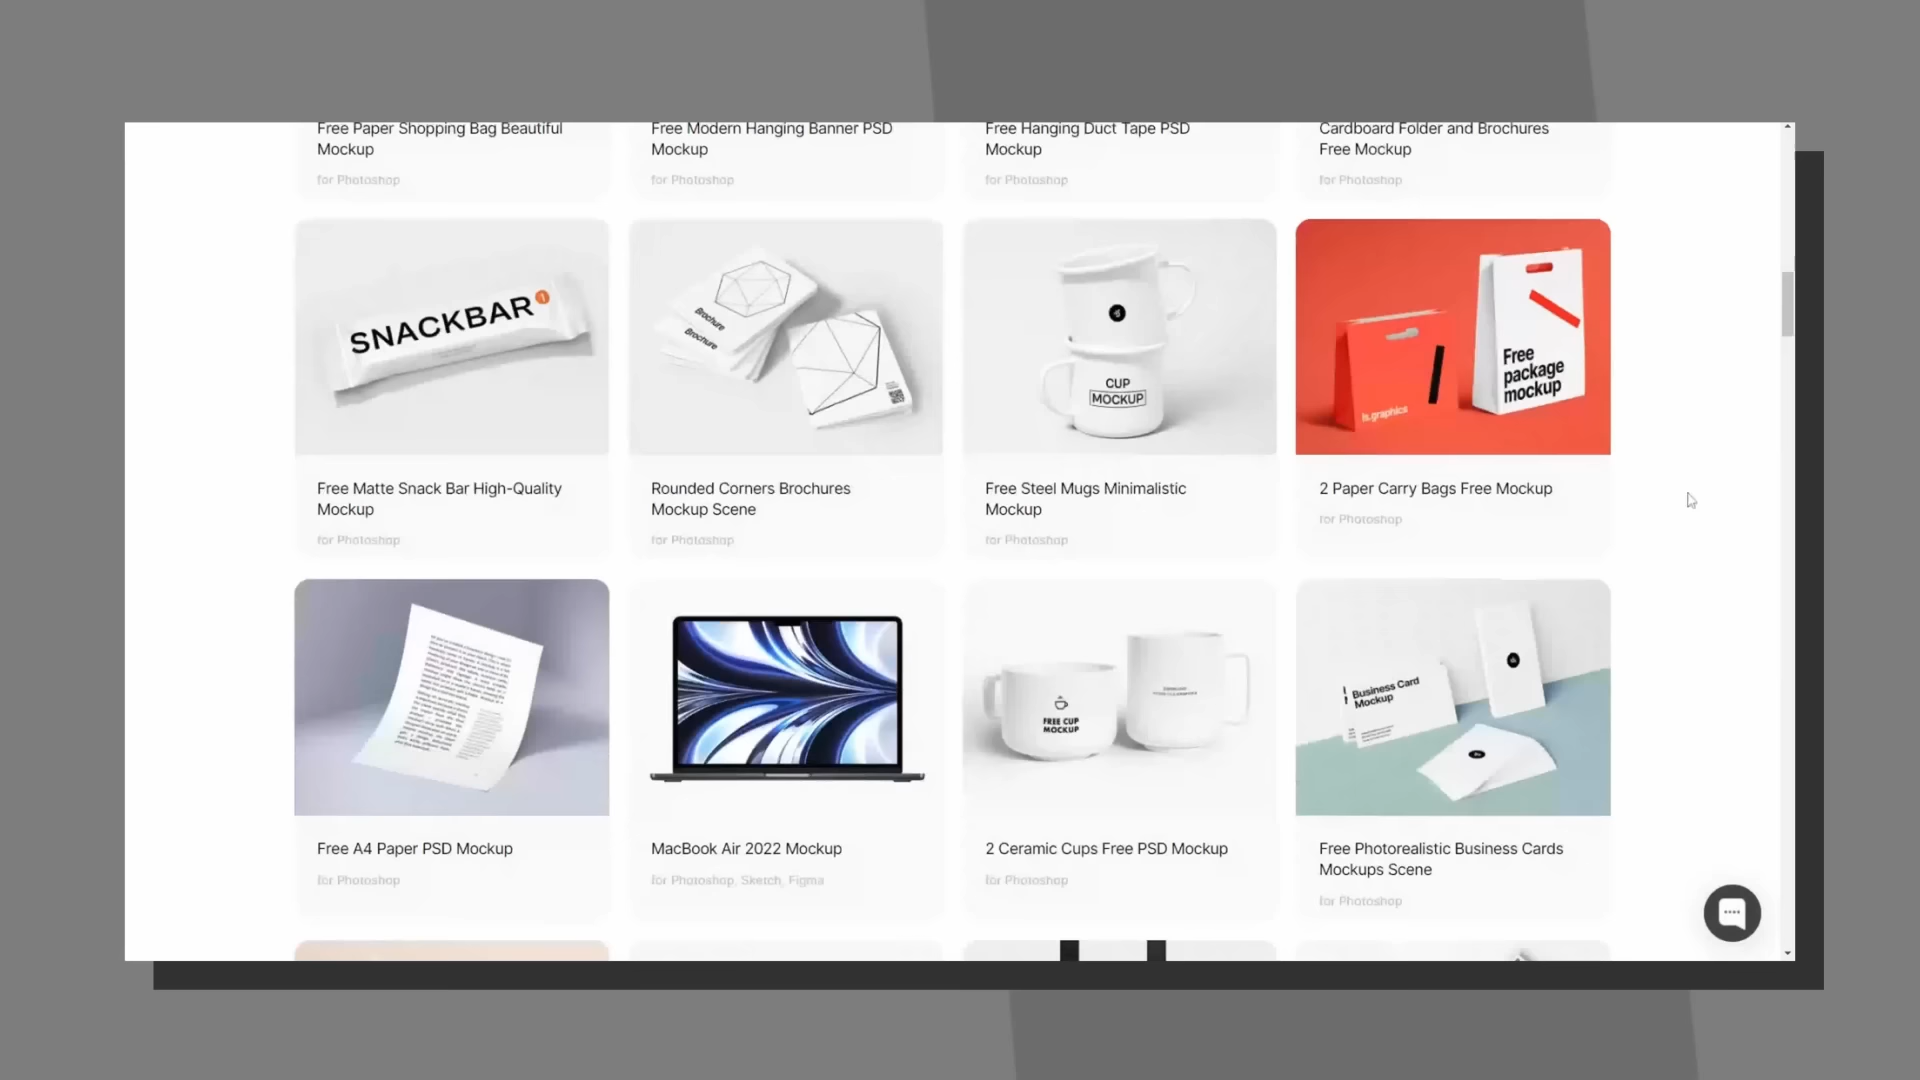 Free Paper Shopping Bag Beautiful
Mockup
for Photoshop
Free Modern Hanging Banner PSD
Mockup
for Photoshop
Free Hanging Duct Tape PSD
Mockup
for Photoshop
Cardboard Folder and Brochures
Free Mockup
for Photoshop
SNACKBAR 1
Brochure
Brochure
CUP
MOCKUP
Free
package
mockup
ls.graphics
Free Matte Snack Bar High-Quality
Mockup
for Photoshop
Rounded Corners Brochures
Mockup Scene
for Photoshop
Free Steel Mugs Minimalistic
Mockup
for Photoshop
2 Paper Carry Bags Free Mockup
for Photoshop
FREE CUP
MOCKUP
Business Card
Mockup
Free A4 Paper PSD Mockup
for Photoshop
MacBook Air 2022 Mockup
for Photoshop, Sketch, Figma
2 Ceramic Cups Free PSD Mockup
for Photoshop
Free Photorealistic Business Cards
Mockups Scene
for Photoshop